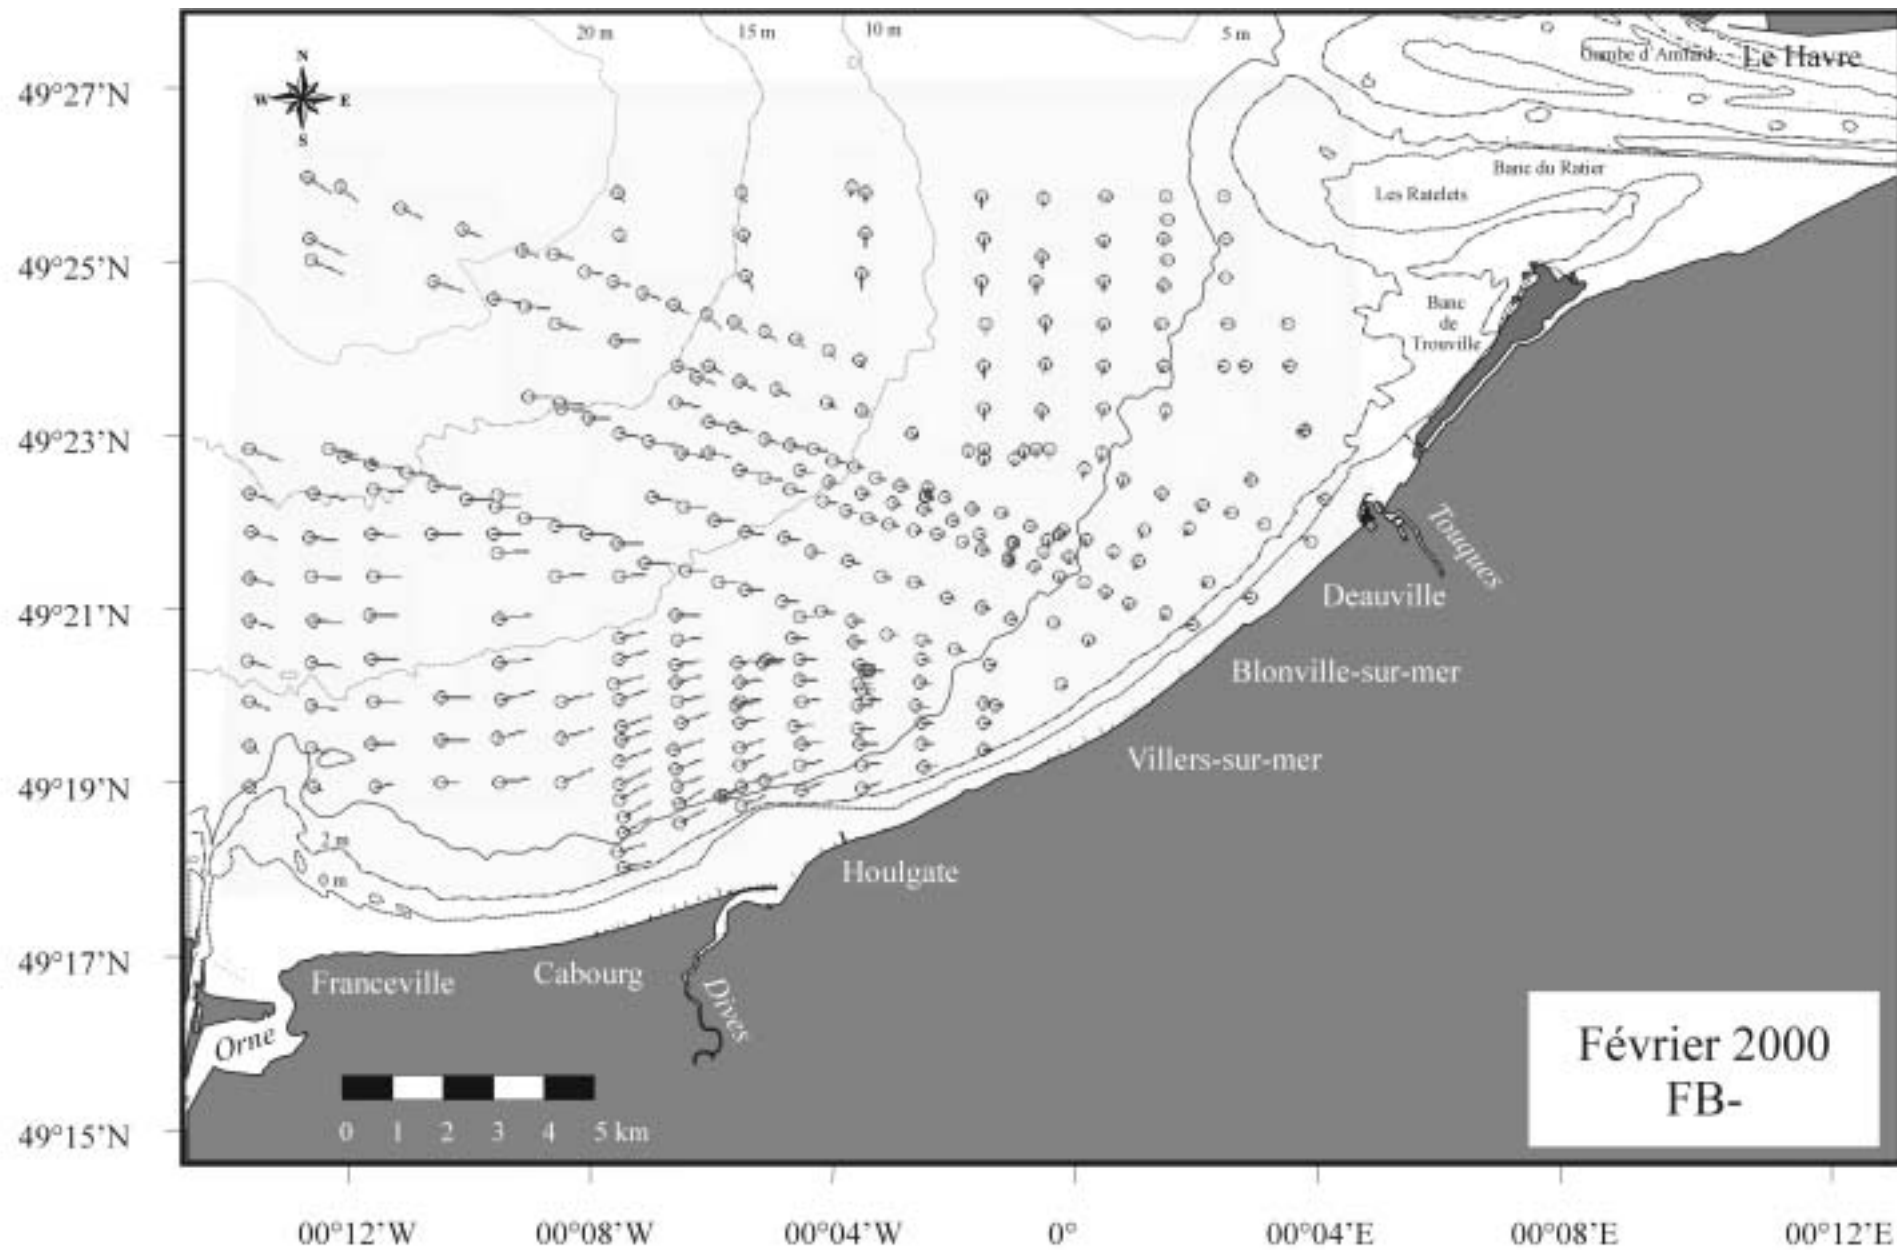 20 m
15 m
10 m
5 m
Le Havre
49°27'N
N
W
E
S
Banc du Ratier
Les Ratelets
49°25'N
Banc
de
Trouville
49°23'N
Touques
49°21'N
Deauville
Blonville-sur-mer
Villers-sur-mer
49°19'N
2 m
0 m
Houlgate
49°17'N
Franceville
Cabourg
Dives
Orne
Février 2000
FB-
0 1 2 3 4 5 km
49°15'N
00°12'W 00°08'W 00°04'W 0° 00°04'E 00°08'E 00°12'E